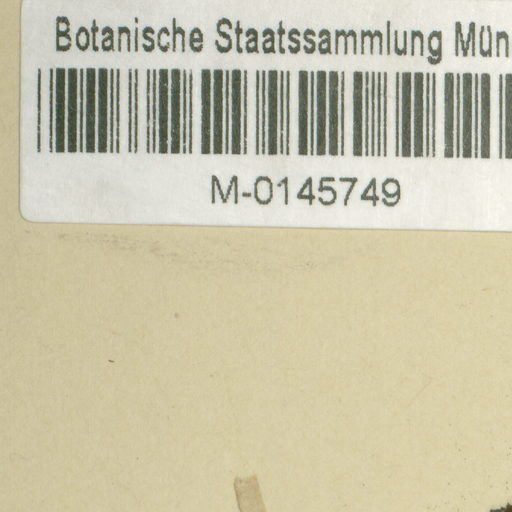 Botanische Staatssammlung Mün
M-0145749